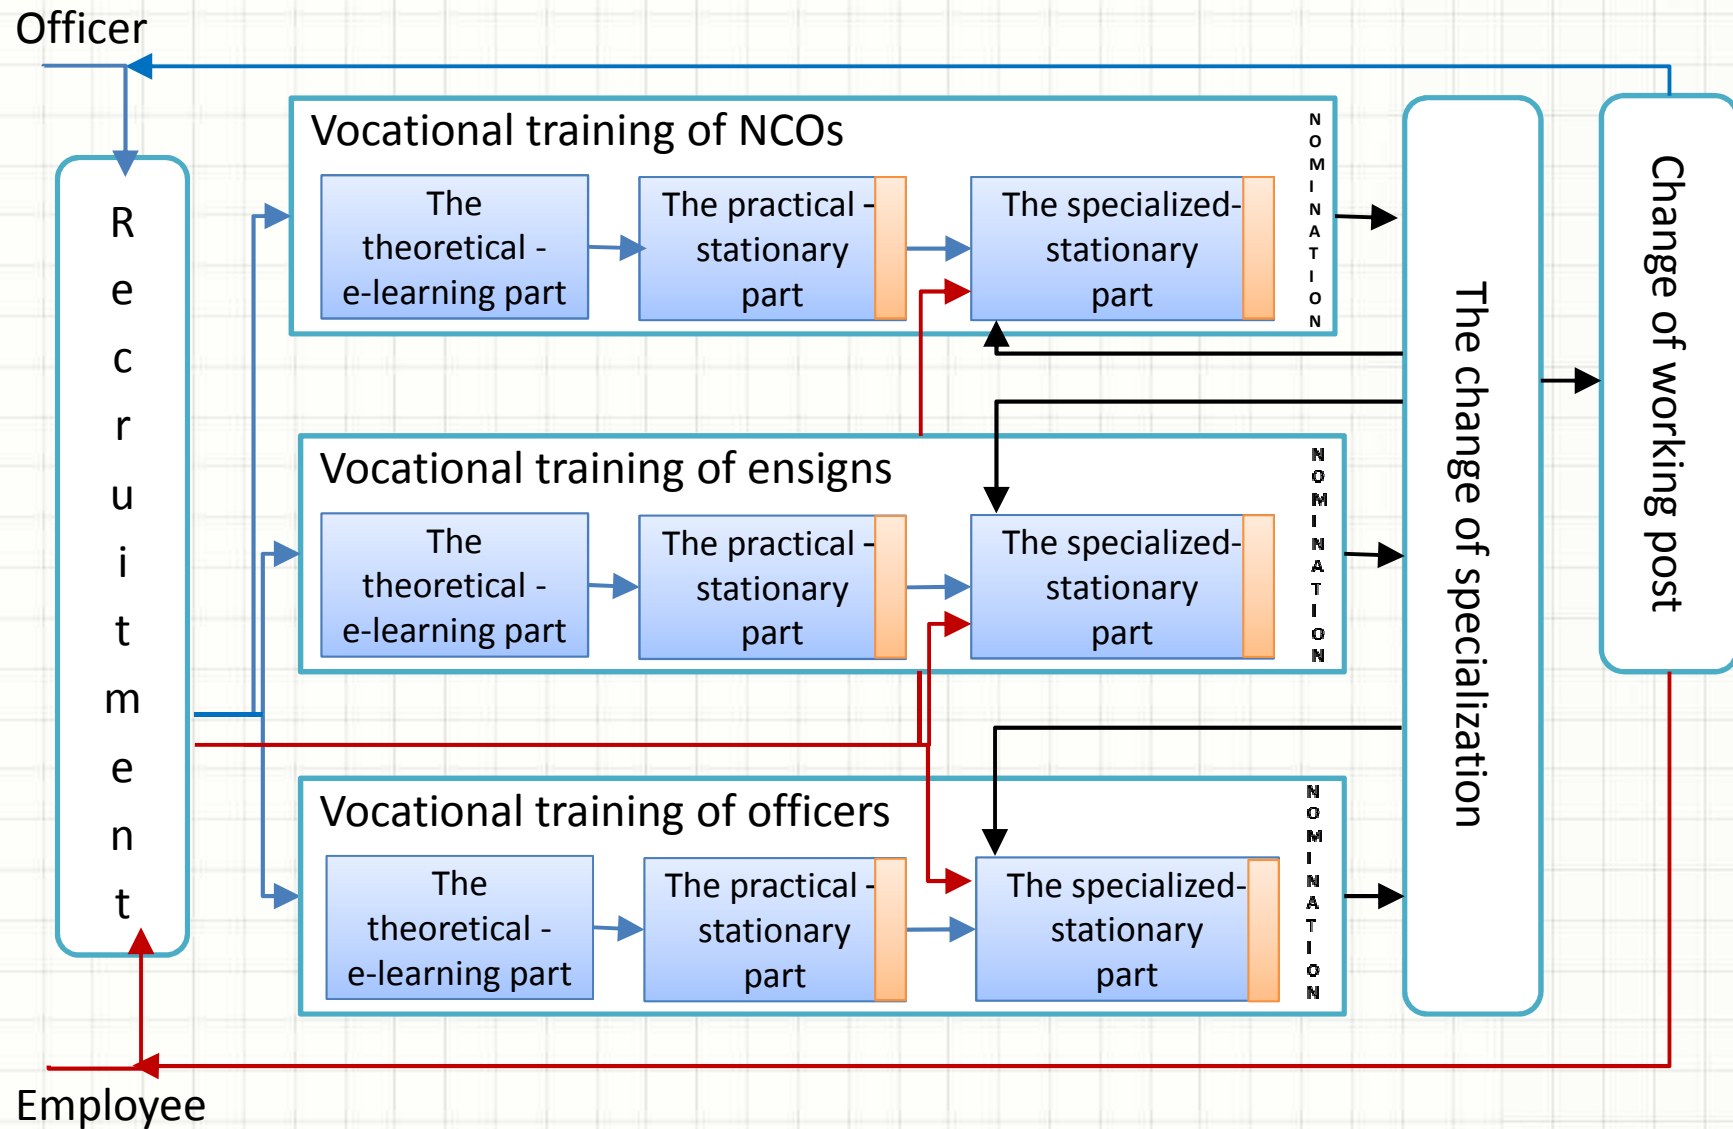 Officer
Recruitment
Vocational training of NCOs
The
theoretical -
e-learning part
The practical -
stationary
part
The specialized-
stationary
part
NOMINATION
Vocational training of ensigns
The
theoretical -
e-learning part
The practical -
stationary
part
The specialized-
stationary
part
NOMINATION
Vocational training of officers
The
theoretical -
e-learning part
The practical -
stationary
part
The specialized-
stationary
part
NOMINATION
The change of specialization
Change of working post
Employee